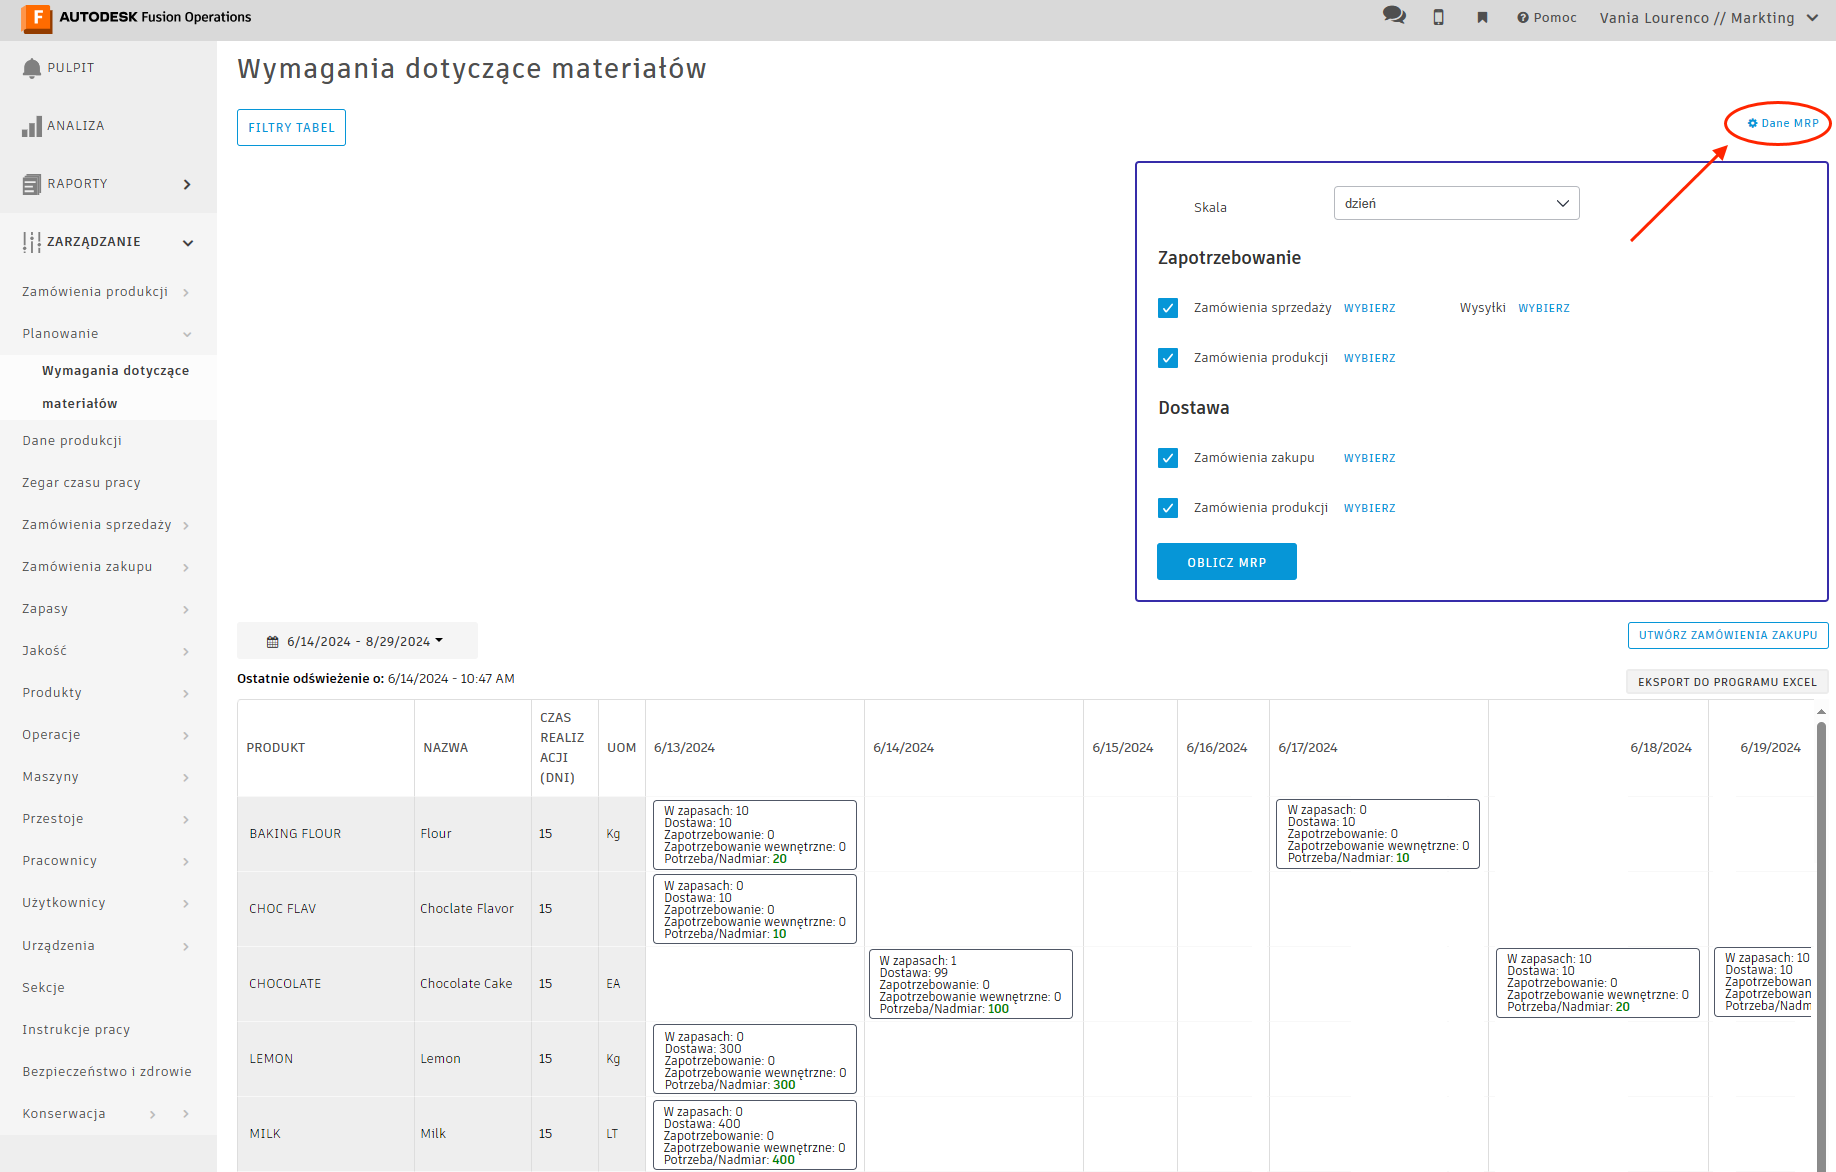 F AUTODESK Fusion Operations
Pomoc
Vania Lourenco // Markting
PULPIT
ANALIZA
RAPORTY
ZARZĄDZANIE
Zamówienia produkcji
Planowanie
Wymagania dotyczące
materiałów
Dane produkcji
Zegar czasu pracy
Zamówienia sprzedaży
Zamówienia zakupu
Zapasy
Jakość
Produkty
Operacje
Maszyny
Przestoje
Pracownicy
Użytkownicy
Urządzenia
Sekcje
Instrukcje pracy
Bezpieczeństwo i zdrowie
Konserwacja
Wymagania dotyczące materiałów
FILTRY TABEL
Dane MRP
Skala
dzień
Zapotrzebowanie
Zamówienia sprzedaży WYBIERZ Wysyłki WYBIERZ
Zamówienia produkcji WYBIERZ
Dostawa
Zamówienia zakupu WYBIERZ
Zamówienia produkcji WYBIERZ
OBLICZ MRP
6/14/2024 - 8/29/2024
UTWÓRZ ZAMÓWIENIA ZAKUPU
Ostatnie odświeżenie o: 6/14/2024 - 10:47 AM
EKSPORT DO PROGRAMU EXCEL
PRODUKT
NAZWA
CZAS
REALIZ
ACJI
(DNI)
UOM
6/13/2024
6/14/2024
6/15/2024
6/16/2024
6/17/2024
6/18/2024
6/19/2024
BAKING FLOUR
Flour
15
Kg
W zapasach: 10
Dostawa: 10
Zapotrzebowanie: 0
Zapotrzebowanie wewnętrzne: 0
Potrzeba/Nadmiar: 20
W zapasach: 0
Dostawa: 10
Zapotrzebowanie: 0
Zapotrzebowanie wewnętrzne: 0
Potrzeba/Nadmiar: 10
CHOC FLAV
Choclate Flavor
15
W zapasach: 0
Dostawa: 10
Zapotrzebowanie: 0
Zapotrzebowanie wewnętrzne: 0
Potrzeba/Nadmiar: 10
CHOCOLATE
Chocolate Cake
15
EA
W zapasach: 1
Dostawa: 99
Zapotrzebowanie: 0
Zapotrzebowanie wewnętrzne: 0
Potrzeba/Nadmiar: 100
W zapasach: 10
Dostawa: 10
Zapotrzebowanie: 0
Zapotrzebowanie wewnętrzne: 0
Potrzeba/Nadmiar: 20
W zapasach: 10
Dostawa: 10
Zapotrzebowan
Zapotrzebowan
Potrzeba/Nadm
LEMON
Lemon
15
Kg
W zapasach: 0
Dostawa: 300
Zapotrzebowanie: 0
Zapotrzebowanie wewnętrzne: 0
Potrzeba/Nadmiar: 300
MILK
Milk
15
LT
W zapasach: 0
Dostawa: 400
Zapotrzebowanie: 0
Zapotrzebowanie wewnętrzne: 0
Potrzeba/Nadmiar: 400